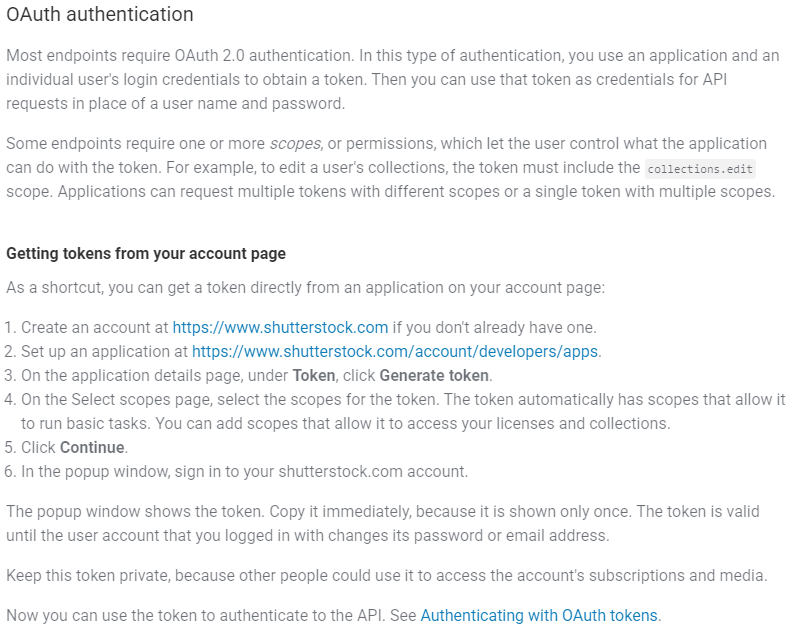 OAuth authentication
Most endpoints require OAuth 2.0 authentication. In this type of authentication, you use an application and an
individual user's login credentials to obtain a token. Then you can use that token as credentials for API
requests in place of a user name and password.
Some endpoints require one or more scopes, or permissions, which let the user control what the application
can do with the token. For example, to edit a user's collections, the token must include the collections.edit
scope. Applications can request multiple tokens with different scopes or a single token with multiple scopes.
Getting tokens from your account page
As a shortcut, you can get a token directly from an application on your account page:
1. Create an account at https://www.shutterstock.com if you don't already have one.
2. Set up an application at https://www.shutterstock.com/account/developers/apps.
3. On the application details page, under Token, click Generate token.
4. On the Select scopes page, select the scopes for the token. The token automatically has scopes that allow it
to run basic tasks. You can add scopes that allow it to access your licenses and collections.
5. Click Continue.
6. In the popup window, sign in to your shutterstock.com account.
The popup window shows the token. Copy it immediately, because it is shown only once. The token is valid
until the user account that you logged in with changes its password or email address.
Keep this token private, because other people could use it to access the account's subscriptions and media.
Now you can use the token to authenticate to the API. See Authenticating with OAuth tokens.